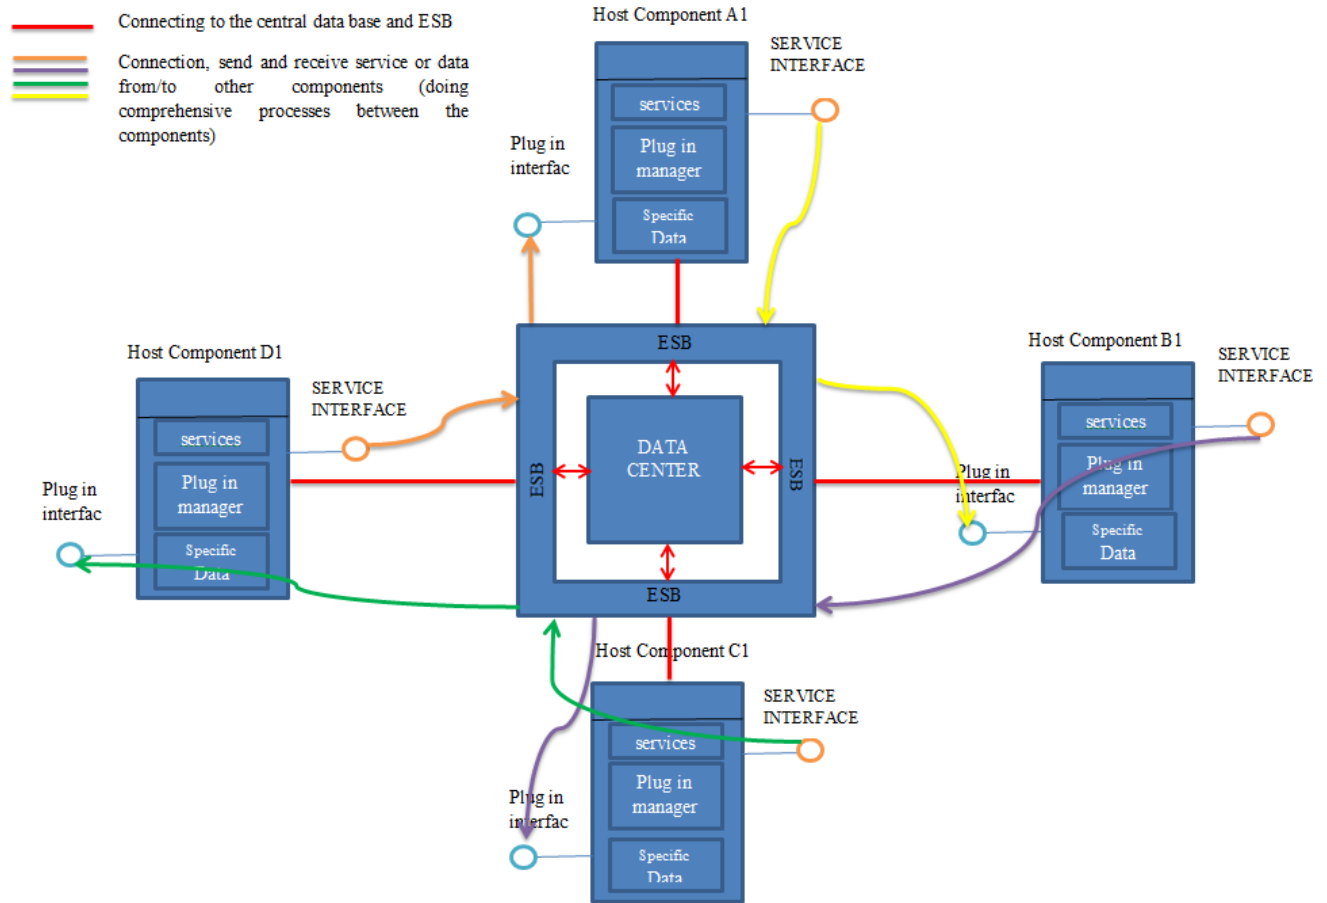 Connecting to the central data base and ESB
Connection, send and receive service or data
from/to other components (doing
comprehensive processes between the
components)
Host Component A1
SERVICE
INTERFACE
services
Plug in
manager
Specific
Data
Plug in
interfac
Host Component D1
SERVICE
INTERFACE
services
Plug in
manager
Specific
Data
Plug in
interfac
ESB
ESB
DATA
CENTER
ESB
ESB
Host Component B1
SERVICE
INTERFACE
services
Plug in
manager
Specific
Data
Plug in
interfac
Host Component C1
SERVICE
INTERFACE
services
Plug in
manager
Specific
Data
Plug in
interfac